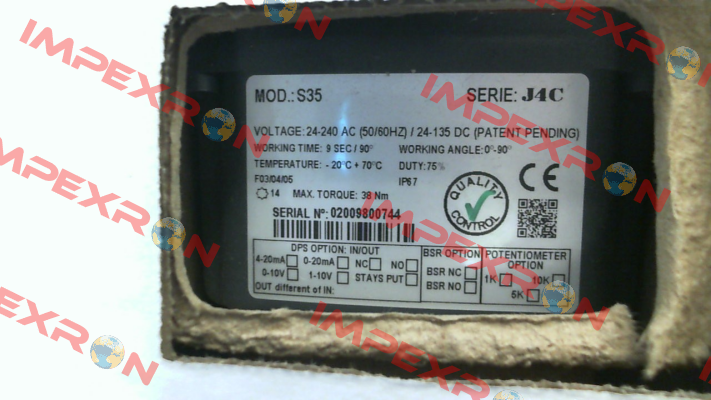 MOD.: S35 SERIE: J4C
VOLTAGE: 24-240 AC (50/60HZ) / 24-135 DC (PATENT PENDING)
WORKING TIME: 9 SEC / 90° WORKING ANGLE: 0°-90°
TEMPERATURE: - 20°C + 70°C DUTY: 75%
F03/04/05 IP67
14 MAX. TORQUE: 38 Nm
CE
QUALITY CONTROL
SERIAL Nº: 02009800744
DPS OPTION: IN/OUT
4-20mA 0-20mA NC NO
0-10V 1-10V STAYS PUT
OUT different of IN:
BSR OPTION
BSR NC
BSR NO
POTENTIOMETER
OPTION
1K 10K
5K
IMPEXRON
IMPEXRON
IMPEXRON
IMPEXRON
IMPEXRON